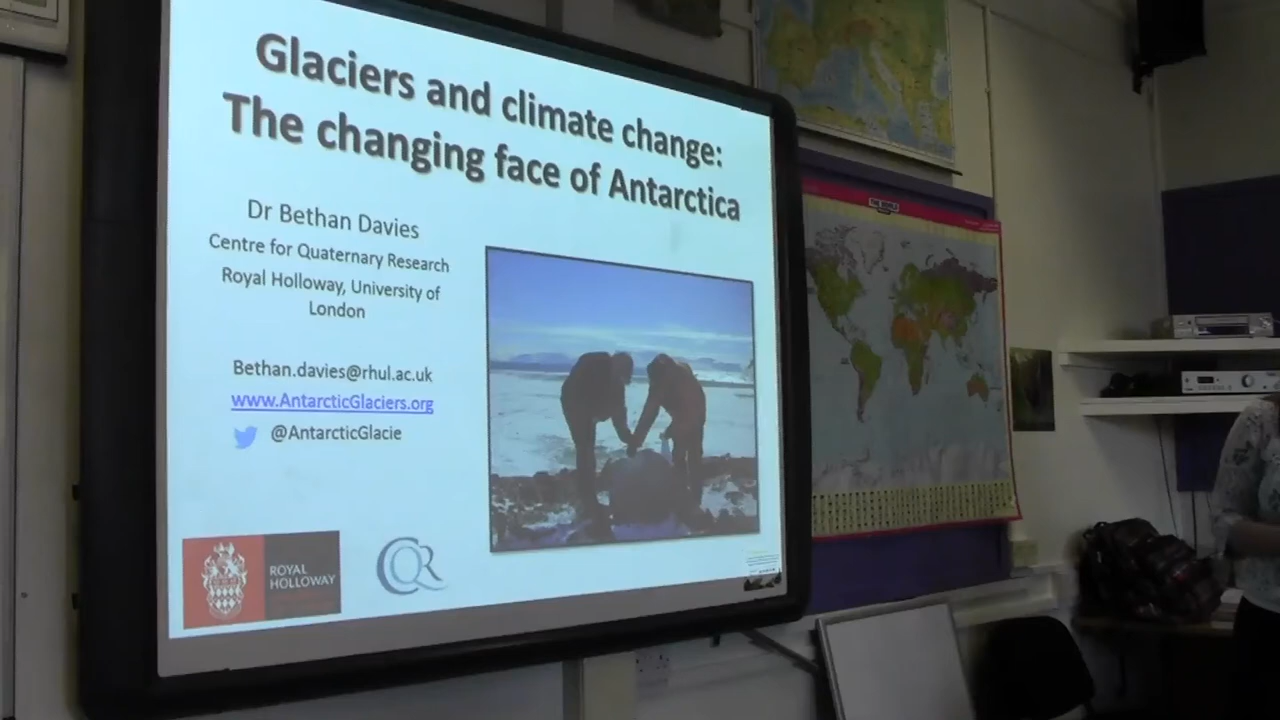 Glaciers and climate change:
The changing face of Antarctica
Dr Bethan Davies
Centre for Quaternary Research
Royal Holloway, University of
London
Bethan.davies@rhul.ac.uk
www.AntarcticGlaciers.org
@AntarcticGlacie
ROYAL
HOLLOWAY
CQR